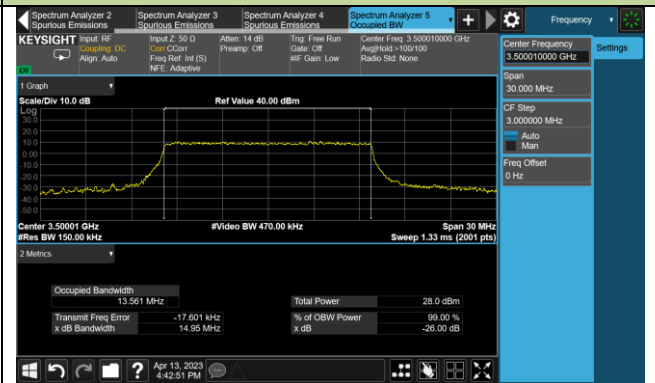 Spectrum Analyzer 2
Spurious Emissions
Spectrum Analyzer 3
Spurious Emissions
Spectrum Analyzer 4
Spurious Emissions
Spectrum Analyzer 5
Occupied BW
+
Frequency
KEYSIGHT
Input: RF
Coupling: DC
Align: Auto
Input Z: 50 Ω
Corr CCorr
Freq Ref: Int (S)
NFE: Adaptive
Atten: 14 dB
Preamp: Off
Trig: Free Run
Gate: Off
#IF Gain: Low
Center Freq: 3.500010000 GHz
Avg|Hold:>100/100
Radio Std: None
Center Frequency
3.500010000 GHz
Settings
Span
30.000 MHz
CF Step
3.000000 MHz
Auto
Man
Freq Offset
0 Hz
1 Graph
Scale/Div 10.0 dB
Ref Value 40.00 dBm
Log
30.0
20.0
10.0
0.00
-10.0
-20.0
-30.0
-40.0
-50.0
Center 3.50001 GHz
#Video BW 470.00 kHz
Span 30 MHz
#Res BW 150.00 kHz
Sweep 1.33 ms (2001 pts)
2 Metrics
Occupied Bandwidth
13.561 MHz
Total Power
28.0 dBm
Transmit Freq Error
-17.601 kHz
% of OBW Power
99.00 %
x dB Bandwidth
14.95 MHz
x dB
-26.00 dB
?
Apr 13, 2023
4:42:51 PM